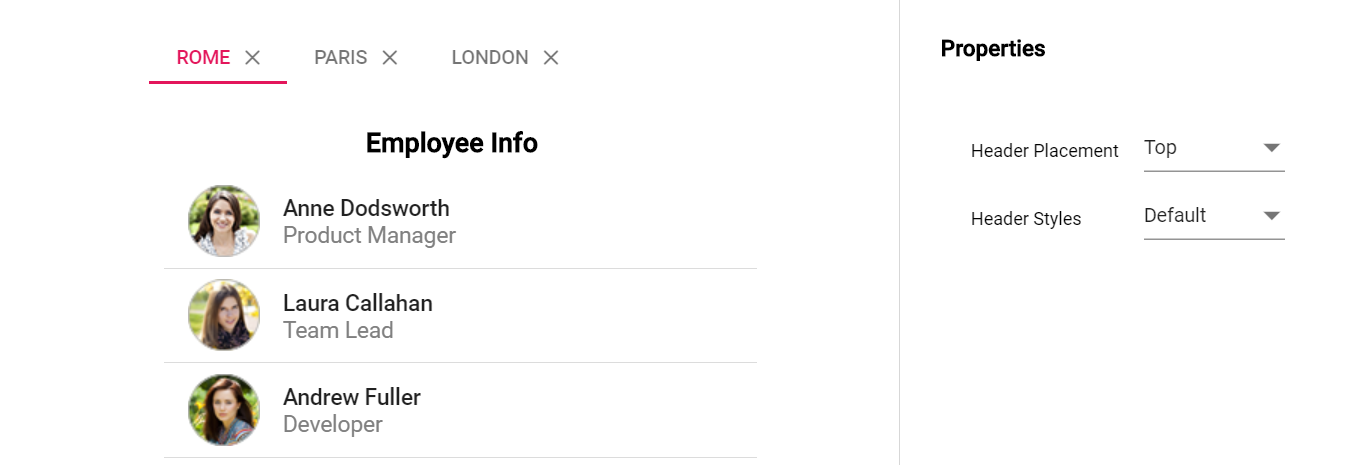 ROME PARIS LONDON
Employee Info
Anne Dodsworth
Product Manager
Laura Callahan
Team Lead
Andrew Fuller
Developer
Properties
Header Placement Top
Header Styles Default